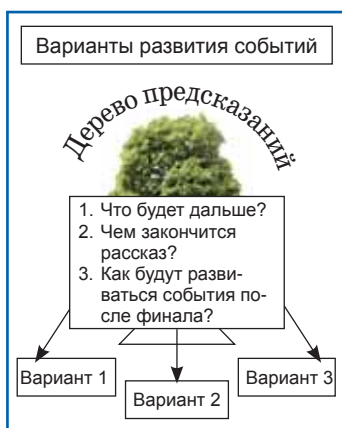 Варианты развития событий
Дерево предсказаний
1. Что будет дальше?
2. Чем закончится
рассказ?
3. Как будут разви-
ваться события по-
сле финала?
Вариант 1
Вариант 2
Вариант 3